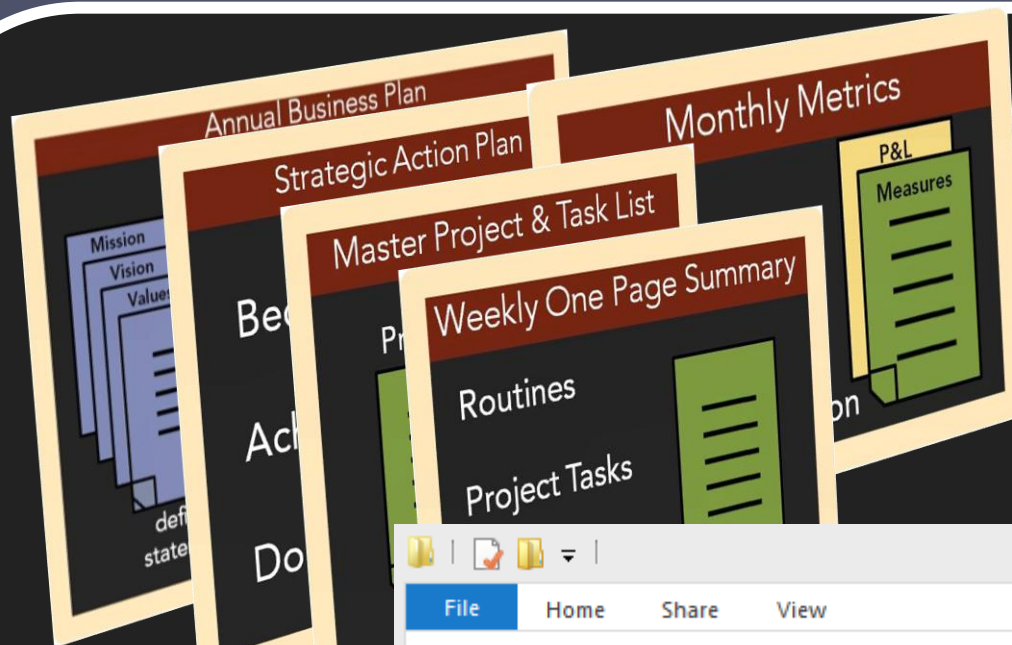 Annual Business Plan
Mission
Vision
Strategic Action Plan
Master Project & Task List
Weekly One Page Summary
Routines
Project Tasks
Monthly Metrics
P&L
Measures
File Home Share View